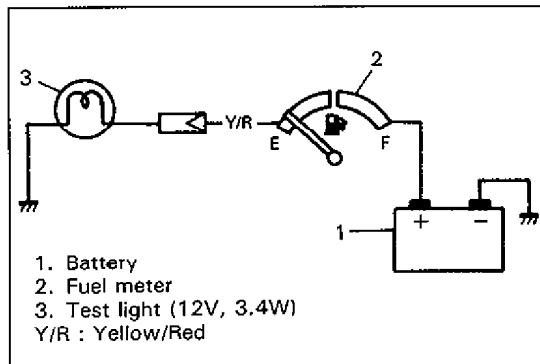 3
2
Y/R
E
F
+
−
1
1. Battery
2. Fuel meter
3. Test light (12V, 3.4W)
Y/R : Yellow/Red